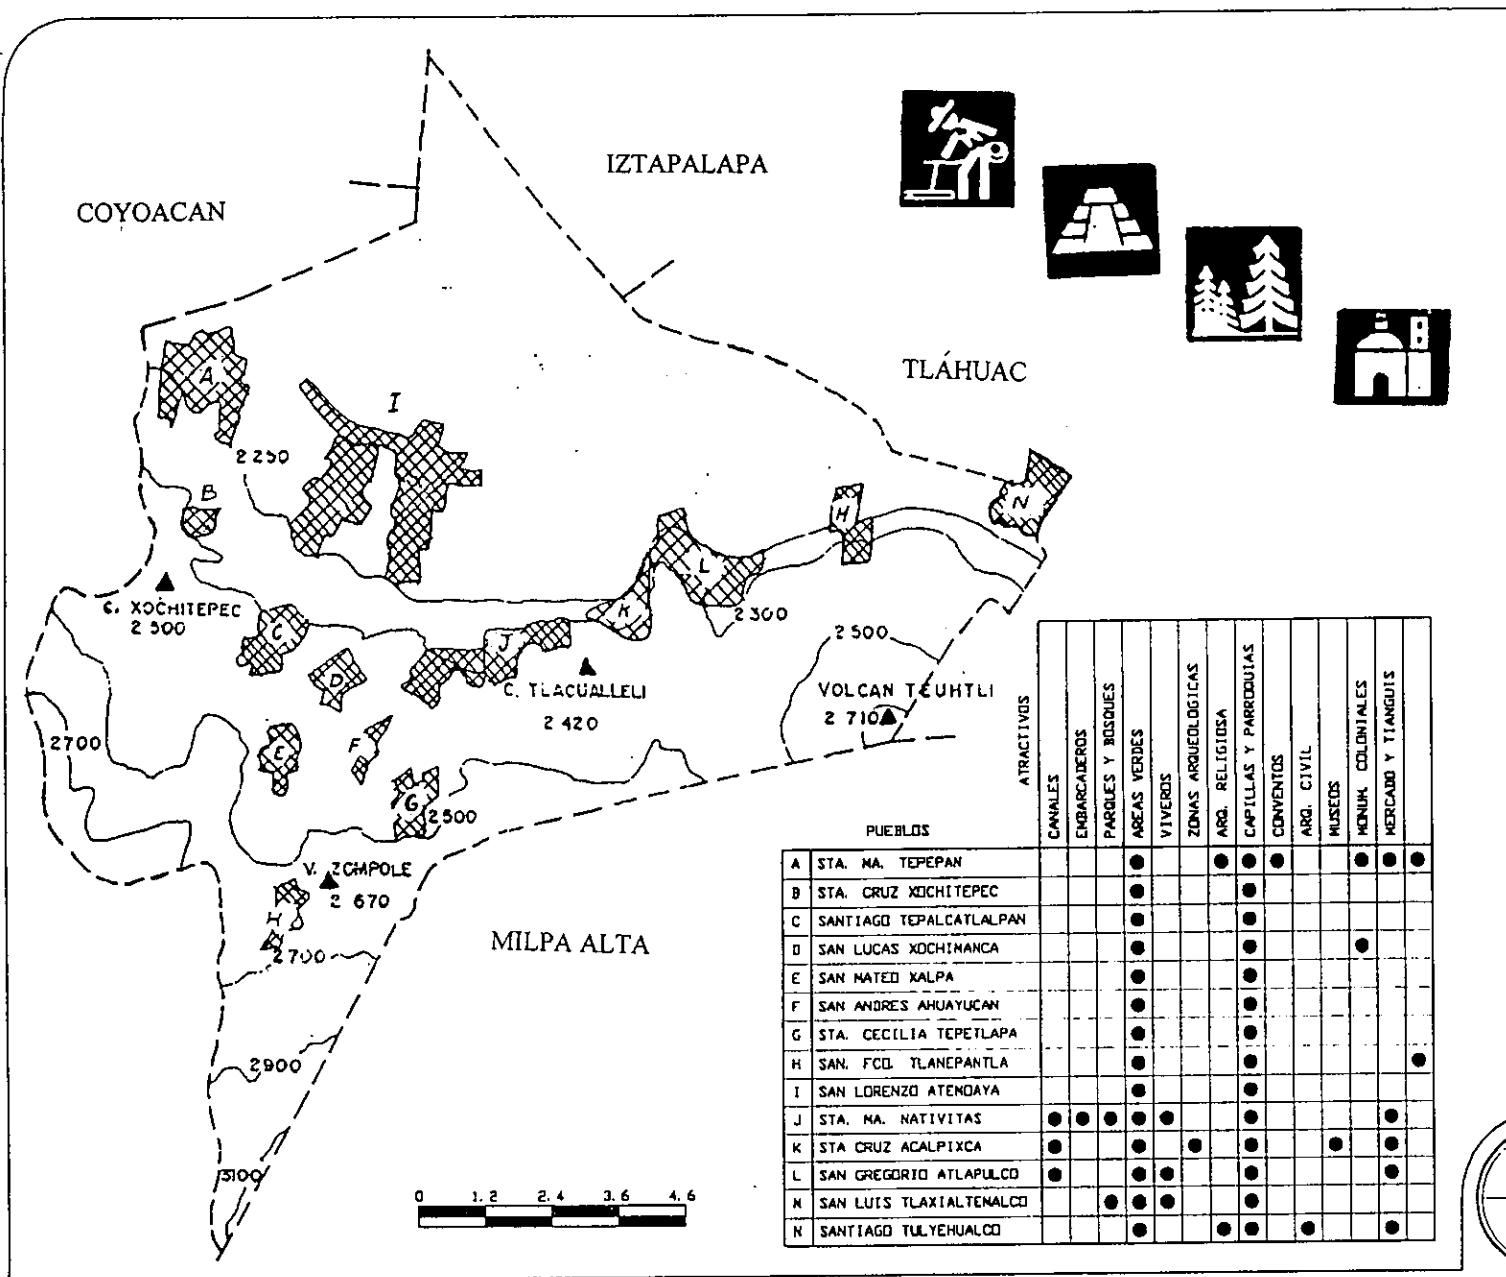 IZTAPALAPA
COYOACAN
TLÁHUAC
A
I
2 250
B
N
H
L
C. XOCHITEPEC
2 500
K
2 300
C
J
2 500
D
C. TLACUALLELI
2 420
VOLCAN TEUHTLI
2 710
2700
E
F
G
2500
V. ZOMPOLE
2 670
H
2700
MILPA ALTA
2900
3100
0 1.2 2.4 3.6 4.6
ATRACTIVOS
CANALES
EMBARCADEROS
PARQUES Y BOSQUES
AREAS VERDES
VIVEROS
ZONAS ARQUEOLOGICAS
ARQ. RELIGIOSA
CAPILLAS Y PARROQUIAS
CONVENTOS
ARQ. CIVIL
MUSEOS
MONUM. COLONIALES
MERCADO Y TIANGUIS
PUEBLOS
A STA. MA. TEPEPAN
B STA. CRUZ XOCHITEPEC
C SANTIAGO TEPALCATLALPAN
D SAN LUCAS XOCHIMANCA
E SAN MATEO XALPA
F SAN ANDRES AHUAYUCAN
G STA. CECILIA TEPETLAPA
H SAN. FCO. TLANEPANTLA
I SAN LORENZO ATEMOAYA
J STA. MA. NATIVITAS
K STA CRUZ ACALPIXCA
L SAN GREGORIO ATLAPULCO
M SAN LUIS TLAXIALTEMALCO
N SANTIAGO TULYEHUALCO